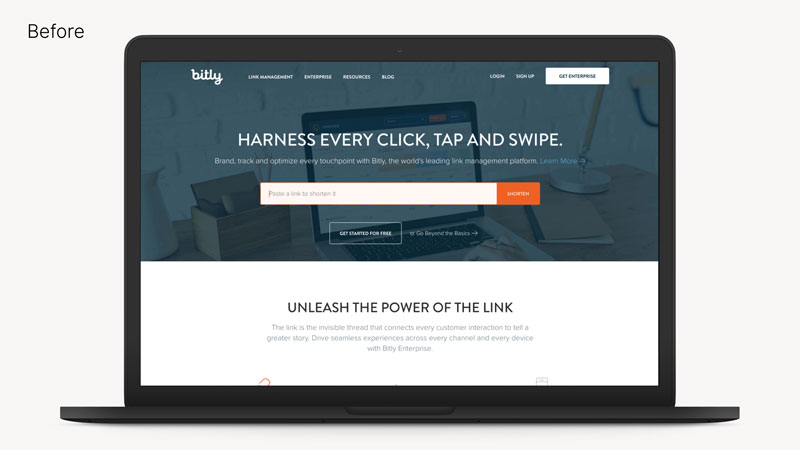 Before
bitly
LINK MANAGEMENT ENTERPRISE RESOURCES BLOG LOGIN SIGN UP GET ENTERPRISE
HARNESS EVERY CLICK, TAP AND SWIPE.
Brand, track and optimize every touchpoint with Bitly, the world's leading link management platform. Learn More →
Paste a link to shorten it SHORTEN
GET STARTED FOR FREE or Go Beyond the Basics →
UNLEASH THE POWER OF THE LINK
The link is the invisible thread that connects every customer interaction to tell a
greater story. Drive seamless experiences across every channel and every device
with Bitly Enterprise.